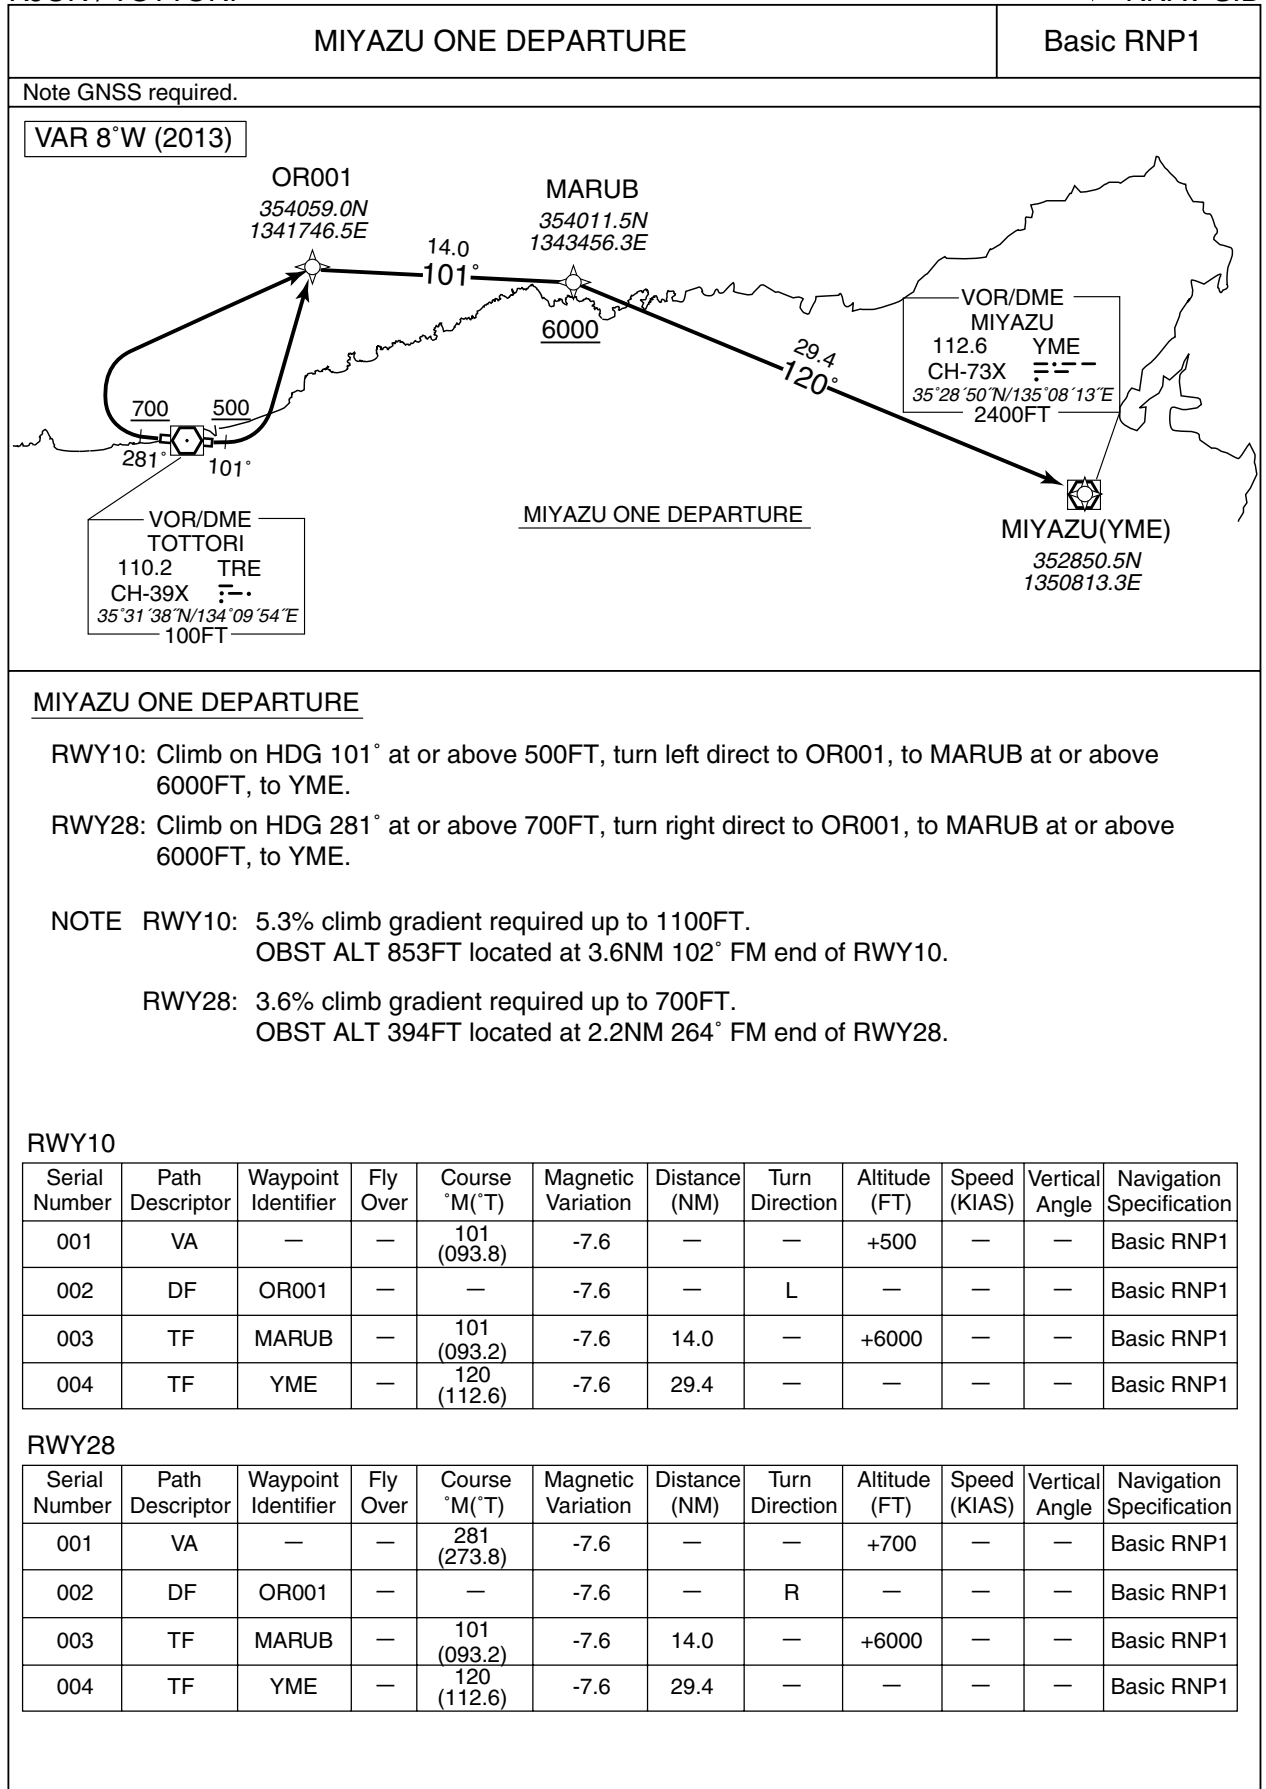 MIYAZU ONE DEPARTURE
Basic RNP1
Note GNSS required.
VAR 8˚W (2013)
OR001
354059.0N
1341746.5E
MARUB
354011.5N
1343456.3E
14.0
101˚
6000
29.4
120˚
VOR/DME
MIYAZU
112.6 YME
CH-73X
35˚28´50˝N/135˚08´13˝E
2400FT
700 500
281˚ 101˚
VOR/DME
TOTTORI
110.2 TRE
CH-39X
35˚31´38˝N/134˚09´54˝E
100FT
MIYAZU ONE DEPARTURE
MIYAZU(YME)
352850.5N
1350813.3E
MIYAZU ONE DEPARTURE
RWY10: Climb on HDG 101˚ at or above 500FT, turn left direct to OR001, to MARUB at or above
6000FT, to YME.
RWY28: Climb on HDG 281˚ at or above 700FT, turn right direct to OR001, to MARUB at or above
6000FT, to YME.
NOTE RWY10: 5.3% climb gradient required up to 1100FT.
OBST ALT 853FT located at 3.6NM 102˚ FM end of RWY10.
RWY28: 3.6% climb gradient required up to 700FT.
OBST ALT 394FT located at 2.2NM 264˚ FM end of RWY28.
RWY10
Serial Path Waypoint Fly Course Magnetic Distance Turn Altitude Speed Vertical Navigation
Number Descriptor Identifier Over ˚M(˚T) Variation (NM) Direction (FT) (KIAS) Angle Specification
001 VA — — 101 (093.8) -7.6 — — +500 — — Basic RNP1
002 DF OR001 — — -7.6 — L — — — Basic RNP1
003 TF MARUB — 101 (093.2) -7.6 14.0 — +6000 — — Basic RNP1
004 TF YME — 120 (112.6) -7.6 29.4 — — — — Basic RNP1
RWY28
Serial Path Waypoint Fly Course Magnetic Distance Turn Altitude Speed Vertical Navigation
Number Descriptor Identifier Over ˚M(˚T) Variation (NM) Direction (FT) (KIAS) Angle Specification
001 VA — — 281 (273.8) -7.6 — — +700 — — Basic RNP1
002 DF OR001 — — -7.6 — R — — — Basic RNP1
003 TF MARUB — 101 (093.2) -7.6 14.0 — +6000 — — Basic RNP1
004 TF YME — 120 (112.6) -7.6 29.4 — — — — Basic RNP1